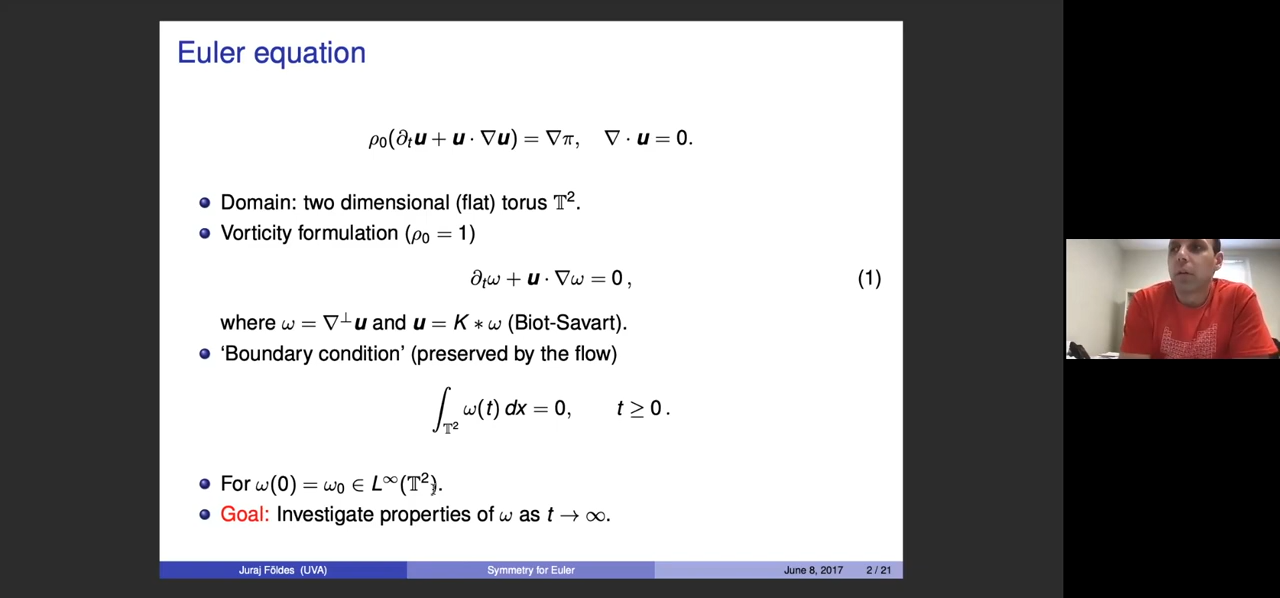 Euler equation
ρ₀(∂ₜu + u · ∇u) = ∇π,    ∇ · u = 0.
Domain: two dimensional (flat) torus 𝕋².
Vorticity formulation (ρ₀ = 1)
∂ₜω + u · ∇ω = 0,    (1)
where ω = ∇⊥u and u = K ∗ ω (Biot-Savart).
‘Boundary condition’ (preserved by the flow)
∫_𝕋² ω(t) dx = 0,    t ≥ 0.
For ω(0) = ω₀ ∈ L^∞(𝕋²).
Goal: Investigate properties of ω as t → ∞.
Juraj Földes (UVA)    Symmetry for Euler    June 8, 2017    2 / 21